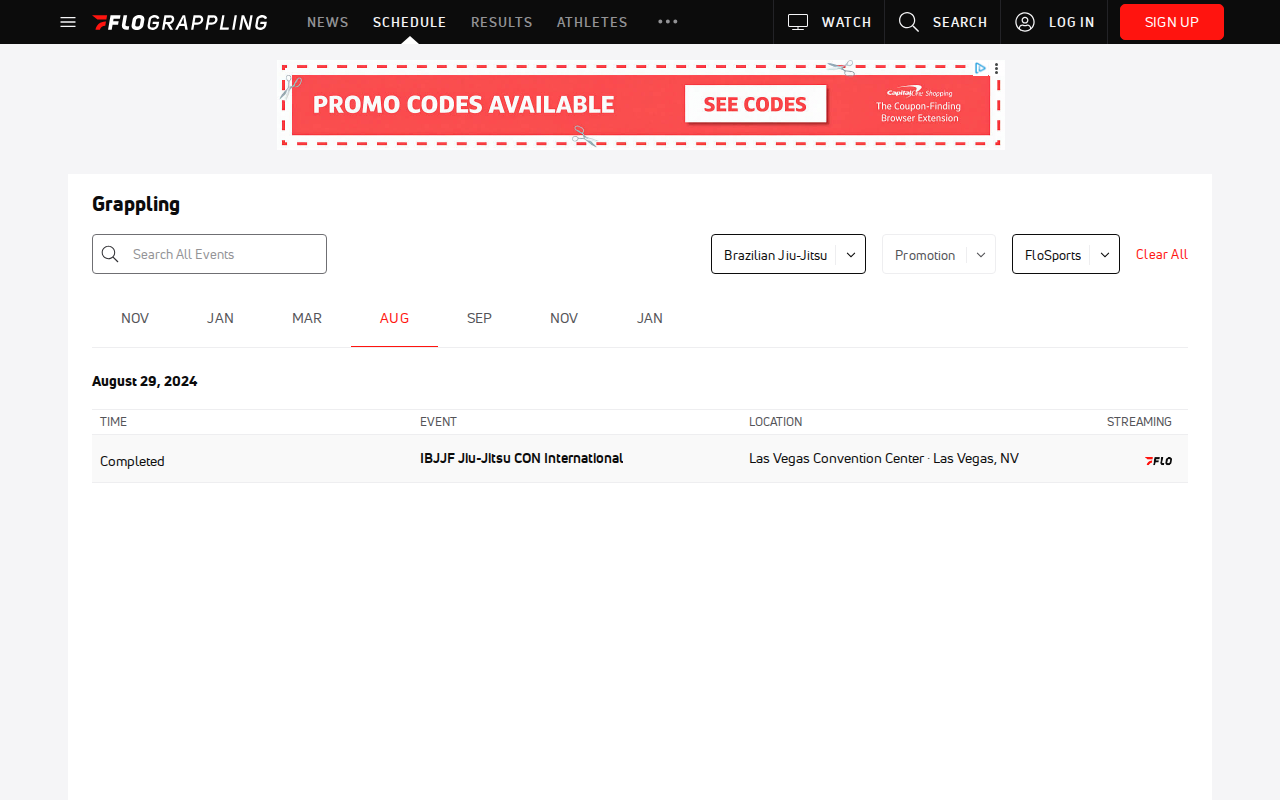 FLOGRAPPLING NEWS SCHEDULE RESULTS ATHLETES WATCH SEARCH LOG IN SIGN UP
PROMO CODES AVAILABLE
SEE CODES
Capital One Shopping
The Coupon-Finding
Browser Extension
Grappling
Search All Events
Brazilian Jiu-Jitsu
Promotion
FloSports
Clear All
NOV JAN MAR AUG SEP NOV JAN
August 29, 2024
TIME EVENT LOCATION STREAMING
Completed IBJJF Jiu-Jitsu CON International Las Vegas Convention Center · Las Vegas, NV FLO